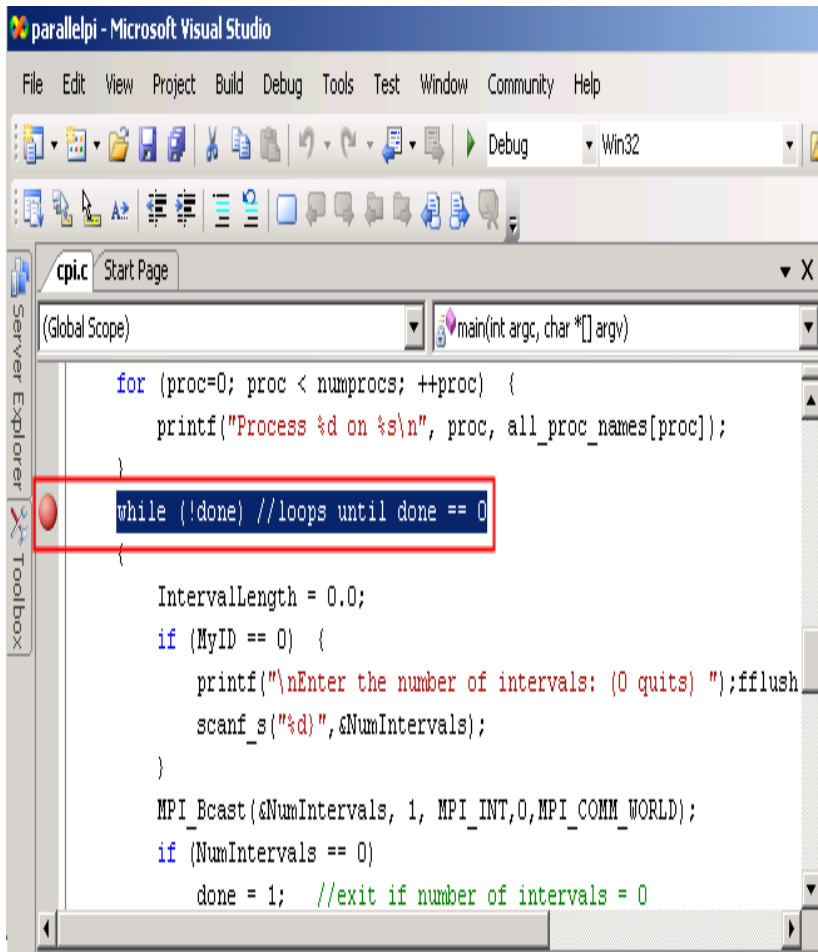 parallelpi - Microsoft Visual Studio
File Edit View Project Build Debug Tools Test Window Community Help
Debug Win32
cpi.c Start Page
Server Explorer
Toolbox
(Global Scope) main(int argc, char *[] argv)
for (proc=0; proc < numprocs; ++proc) {
printf("Process %d on %s\n", proc, all_proc_names[proc]);
}
while (!done) //loops until done == 0
{
IntervalLength = 0.0;
if (MyID == 0) {
printf("\nEnter the number of intervals: (0 quits) ");fflush
scanf_s("%d}",&NumIntervals);
}
MPI_Bcast(&NumIntervals, 1, MPI_INT,0,MPI_COMM_WORLD);
if (NumIntervals == 0)
done = 1; //exit if number of intervals = 0